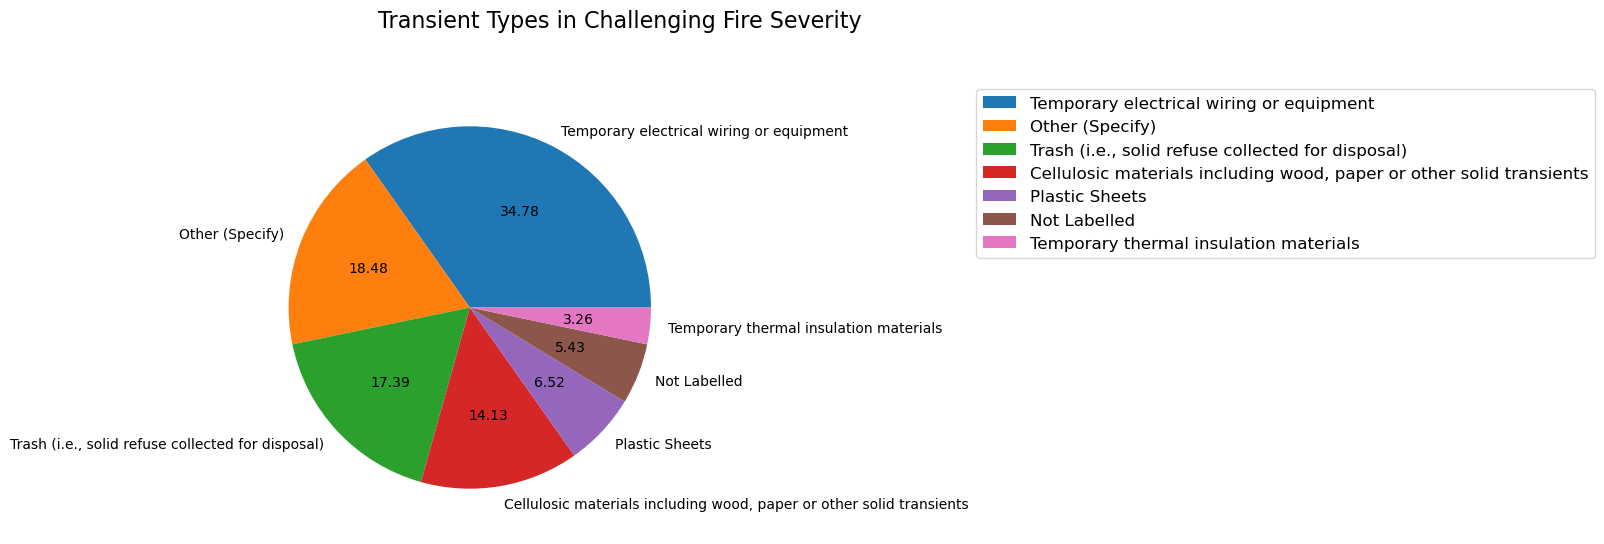 Transient Types in Challenging Fire Severity
Temporary electrical wiring or equipment
34.78
Other (Specify)
18.48
Trash (i.e., solid refuse collected for disposal)
17.39
Cellulosic materials including wood, paper or other solid transients
14.13
Plastic Sheets
6.52
Not Labelled
5.43
Temporary thermal insulation materials
3.26
Temporary electrical wiring or equipment
Other (Specify)
Trash (i.e., solid refuse collected for disposal)
Cellulosic materials including wood, paper or other solid transients
Plastic Sheets
Not Labelled
Temporary thermal insulation materials